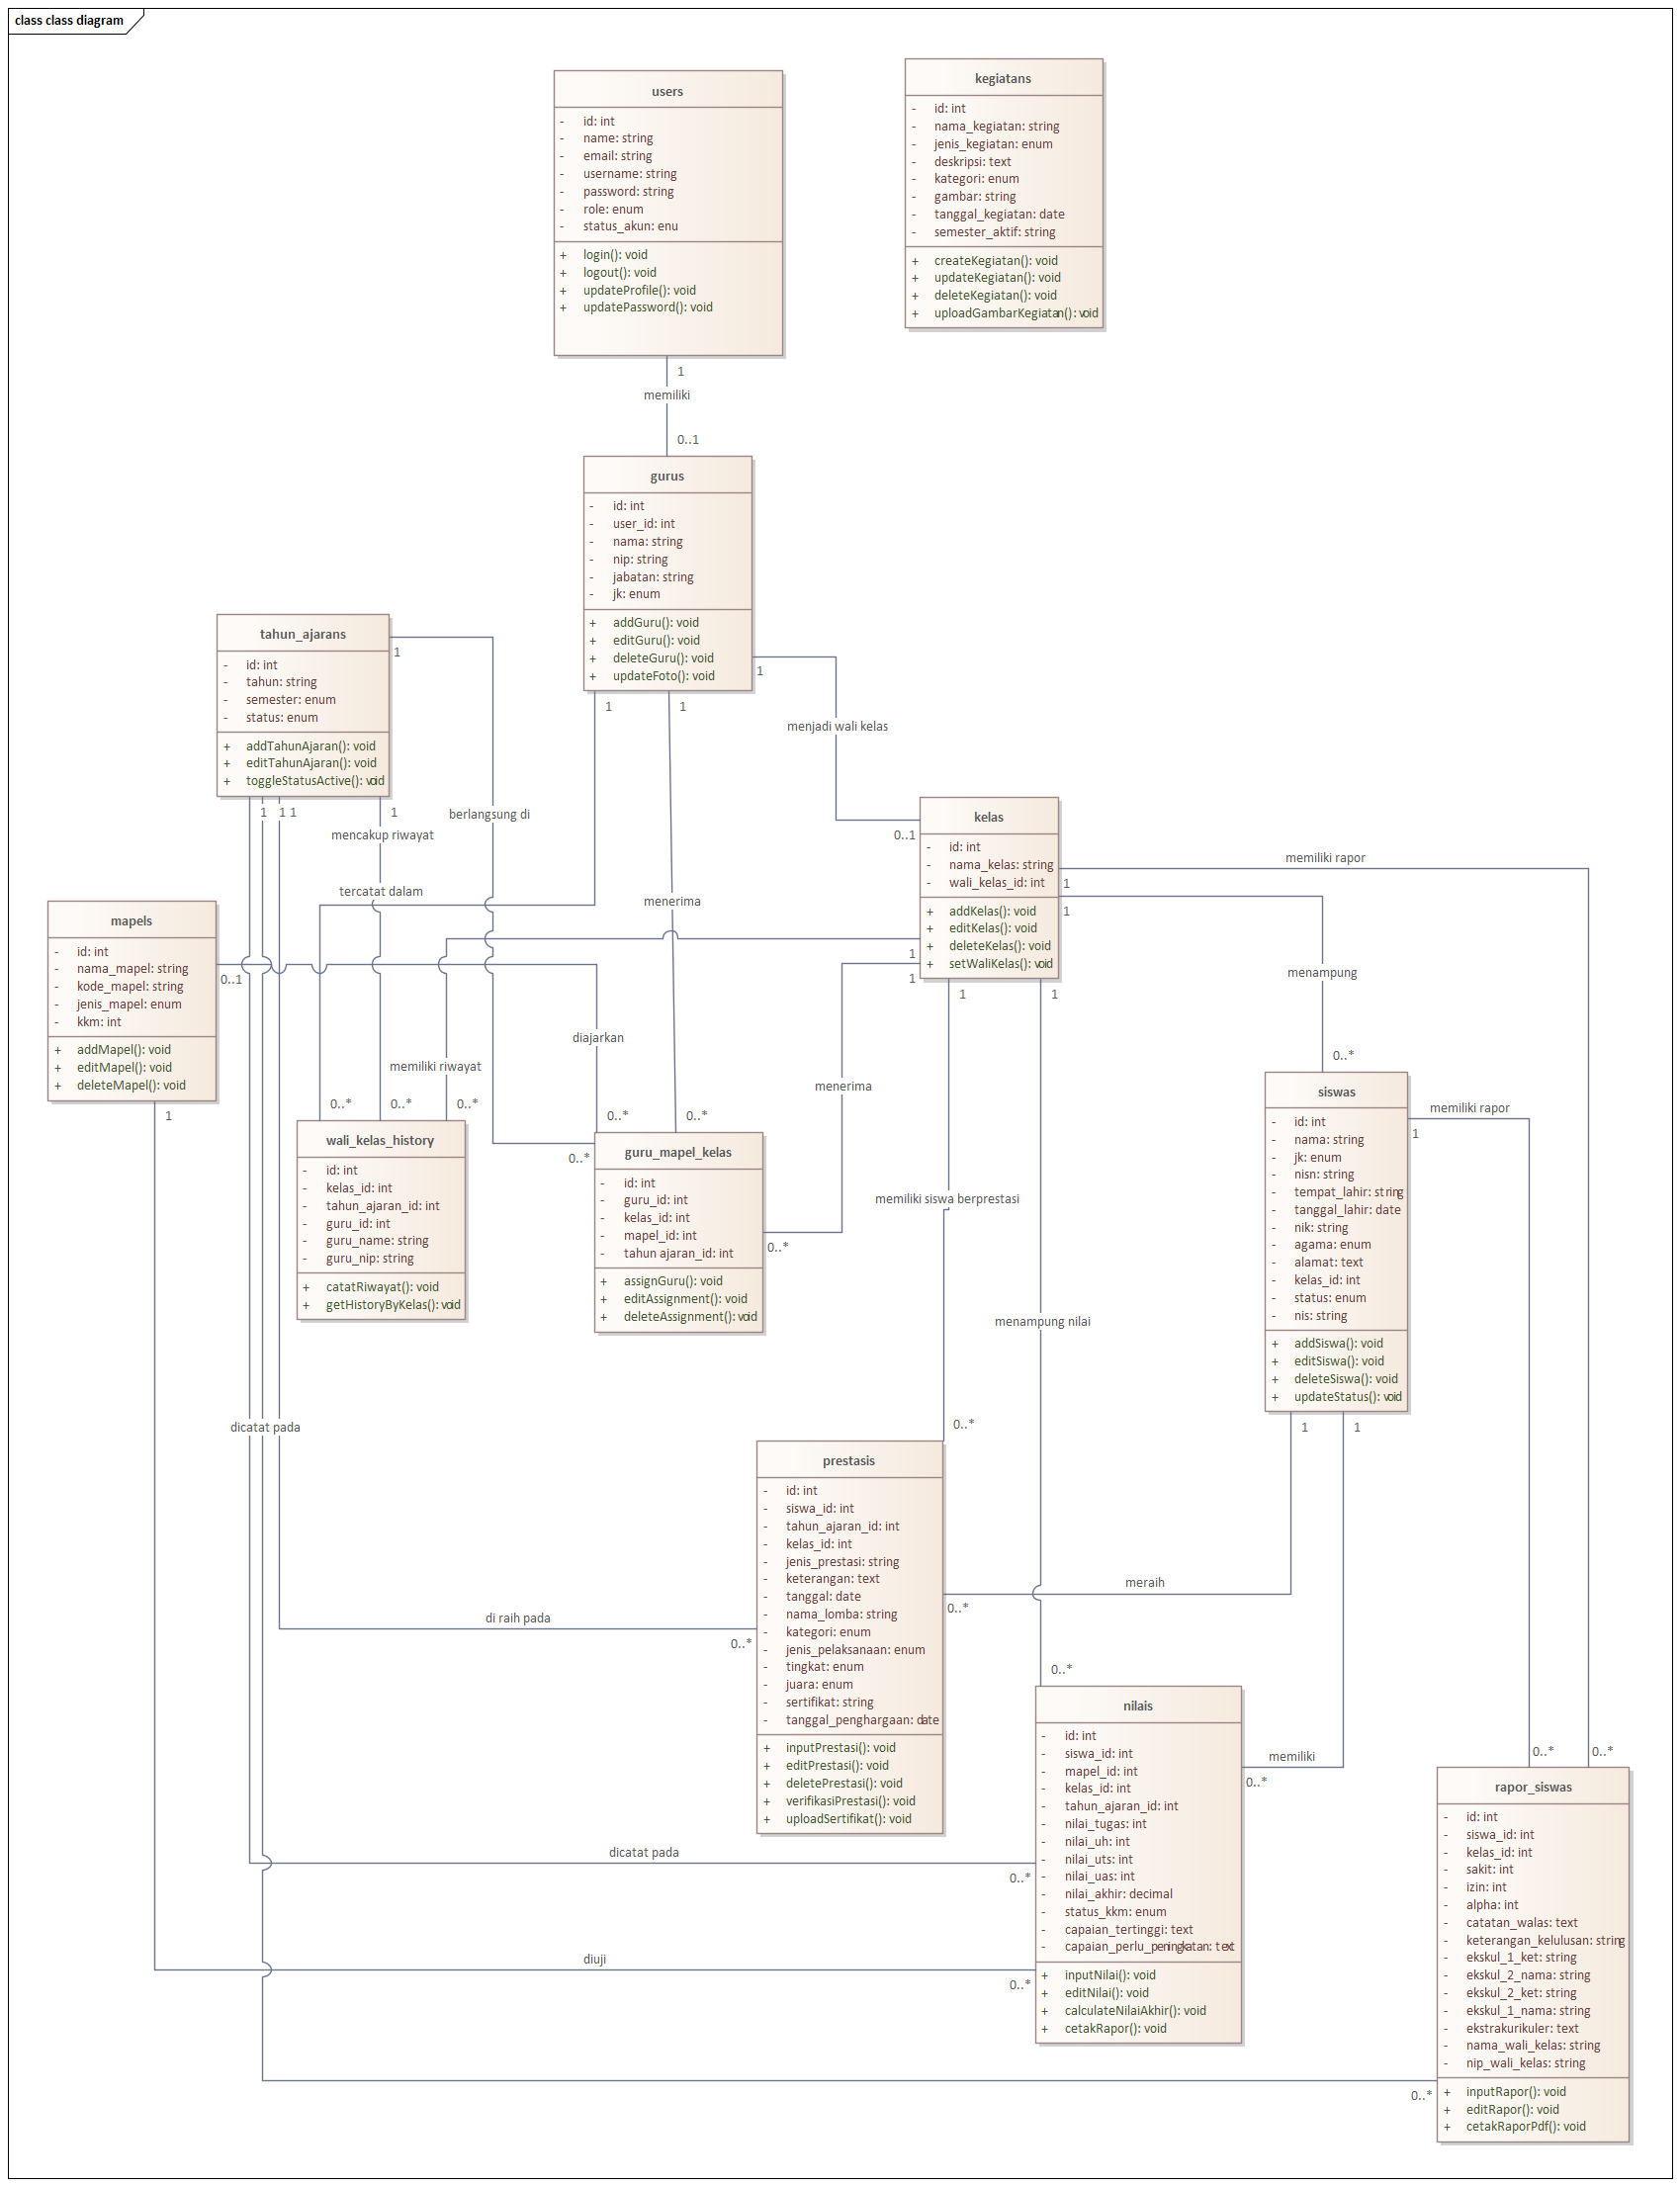 class class diagram
users
- id: int
- name: string
- email: string
- username: string
- password: string
- role: enum
- status_akun: enu
+ login(): void
+ logout(): void
+ updateProfile(): void
+ updatePassword(): void
kegiatans
- id: int
- nama_kegiatan: string
- jenis_kegiatan: enum
- deskripsi: text
- kategori: enum
- gambar: string
- tanggal_kegiatan: date
- semester_aktif: string
+ createKegiatan(): void
+ updateKegiatan(): void
+ deleteKegiatan(): void
+ uploadGambarKegiatan(): void
1
memiliki
0..1
gurus
- id: int
- user_id: int
- nama: string
- nip: string
- jabatan: string
- jk: enum
+ addGuru(): void
+ editGuru(): void
+ deleteGuru(): void
+ updateFoto(): void
1
1
1
menjadi wali kelas
0..1
tahun_ajarans
- id: int
- tahun: string
- semester: enum
- status: enum
+ addTahunAjaran(): void
+ editTahunAjaran(): void
+ toggleStatusActive(): void
1
1
1 1
1
mencakup riwayat
berlangsung di
tercatat dalam
menerima
kelas
- id: int
- nama_kelas: string
- wali_kelas_id: int
+ addKelas(): void
+ editKelas(): void
+ deleteKelas(): void
+ setWaliKelas(): void
memiliki rapor
1
1
1
1
1
1
menampung
0..*
mapels
- id: int
- nama_mapel: string
- kode_mapel: string
- jenis_mapel: enum
- kkm: int
+ addMapel(): void
+ editMapel(): void
+ deleteMapel(): void
0..1
1
diajarkan
memiliki riwayat
menerima
0..*
0..*
0..*
0..*
0..*
0..*
0..*
wali_kelas_history
- id: int
- kelas_id: int
- tahun_ajaran_id: int
- guru_id: int
- guru_name: string
- guru_nip: string
+ catatRiwayat(): void
+ getHistoryByKelas(): void
guru_mapel_kelas
- id: int
- guru_id: int
- kelas_id: int
- mapel_id: int
- tahun ajaran_id: int
+ assignGuru(): void
+ editAssignment(): void
+ deleteAssignment(): void
siswas
- id: int
- nama: string
- jk: enum
- nisn: string
- tempat_lahir: string
- tanggal_lahir: date
- nik: string
- agama: enum
- alamat: text
- kelas_id: int
- status: enum
- nis: string
+ addSiswa(): void
+ editSiswa(): void
+ deleteSiswa(): void
+ updateStatus(): void
memiliki rapor
1
1
1
memiliki siswa berprestasi
menampung nilai
dicatat pada
0..*
prestasis
- id: int
- siswa_id: int
- tahun_ajaran_id: int
- kelas_id: int
- jenis_prestasi: string
- keterangan: text
- tanggal: date
- nama_lomba: string
- kategori: enum
- jenis_pelaksanaan: enum
- tingkat: enum
- juara: enum
- sertifikat: string
- tanggal_penghargaan: date
+ inputPrestasi(): void
+ editPrestasi(): void
+ deletePrestasi(): void
+ verifikasiPrestasi(): void
+ uploadSertifikat(): void
meraih
0..*
di raih pada
0..*
0..*
nilais
- id: int
- siswa_id: int
- mapel_id: int
- kelas_id: int
- tahun_ajaran_id: int
- nilai_tugas: int
- nilai_uh: int
- nilai_uts: int
- nilai_uas: int
- nilai_akhir: decimal
- status_kkm: enum
- capaian_tertinggi: text
- capaian_perlu_peningkatan: text
+ inputNilai(): void
+ editNilai(): void
+ calculateNilaiAkhir(): void
+ cetakRapor(): void
memiliki
0..*
0..*
0..*
dicatat pada
0..*
diuji
0..*
rapor_siswas
- id: int
- siswa_id: int
- kelas_id: int
- sakit: int
- izin: int
- alpha: int
- catatan_walas: text
- keterangan_kelulusan: string
- ekskul_1_ket: string
- ekskul_2_nama: string
- ekskul_2_ket: string
- ekskul_1_nama: string
- ekstrakurikuler: text
- nama_wali_kelas: string
- nip_wali_kelas: string
+ inputRapor(): void
+ editRapor(): void
+ cetakRaporPdf(): void
0..*